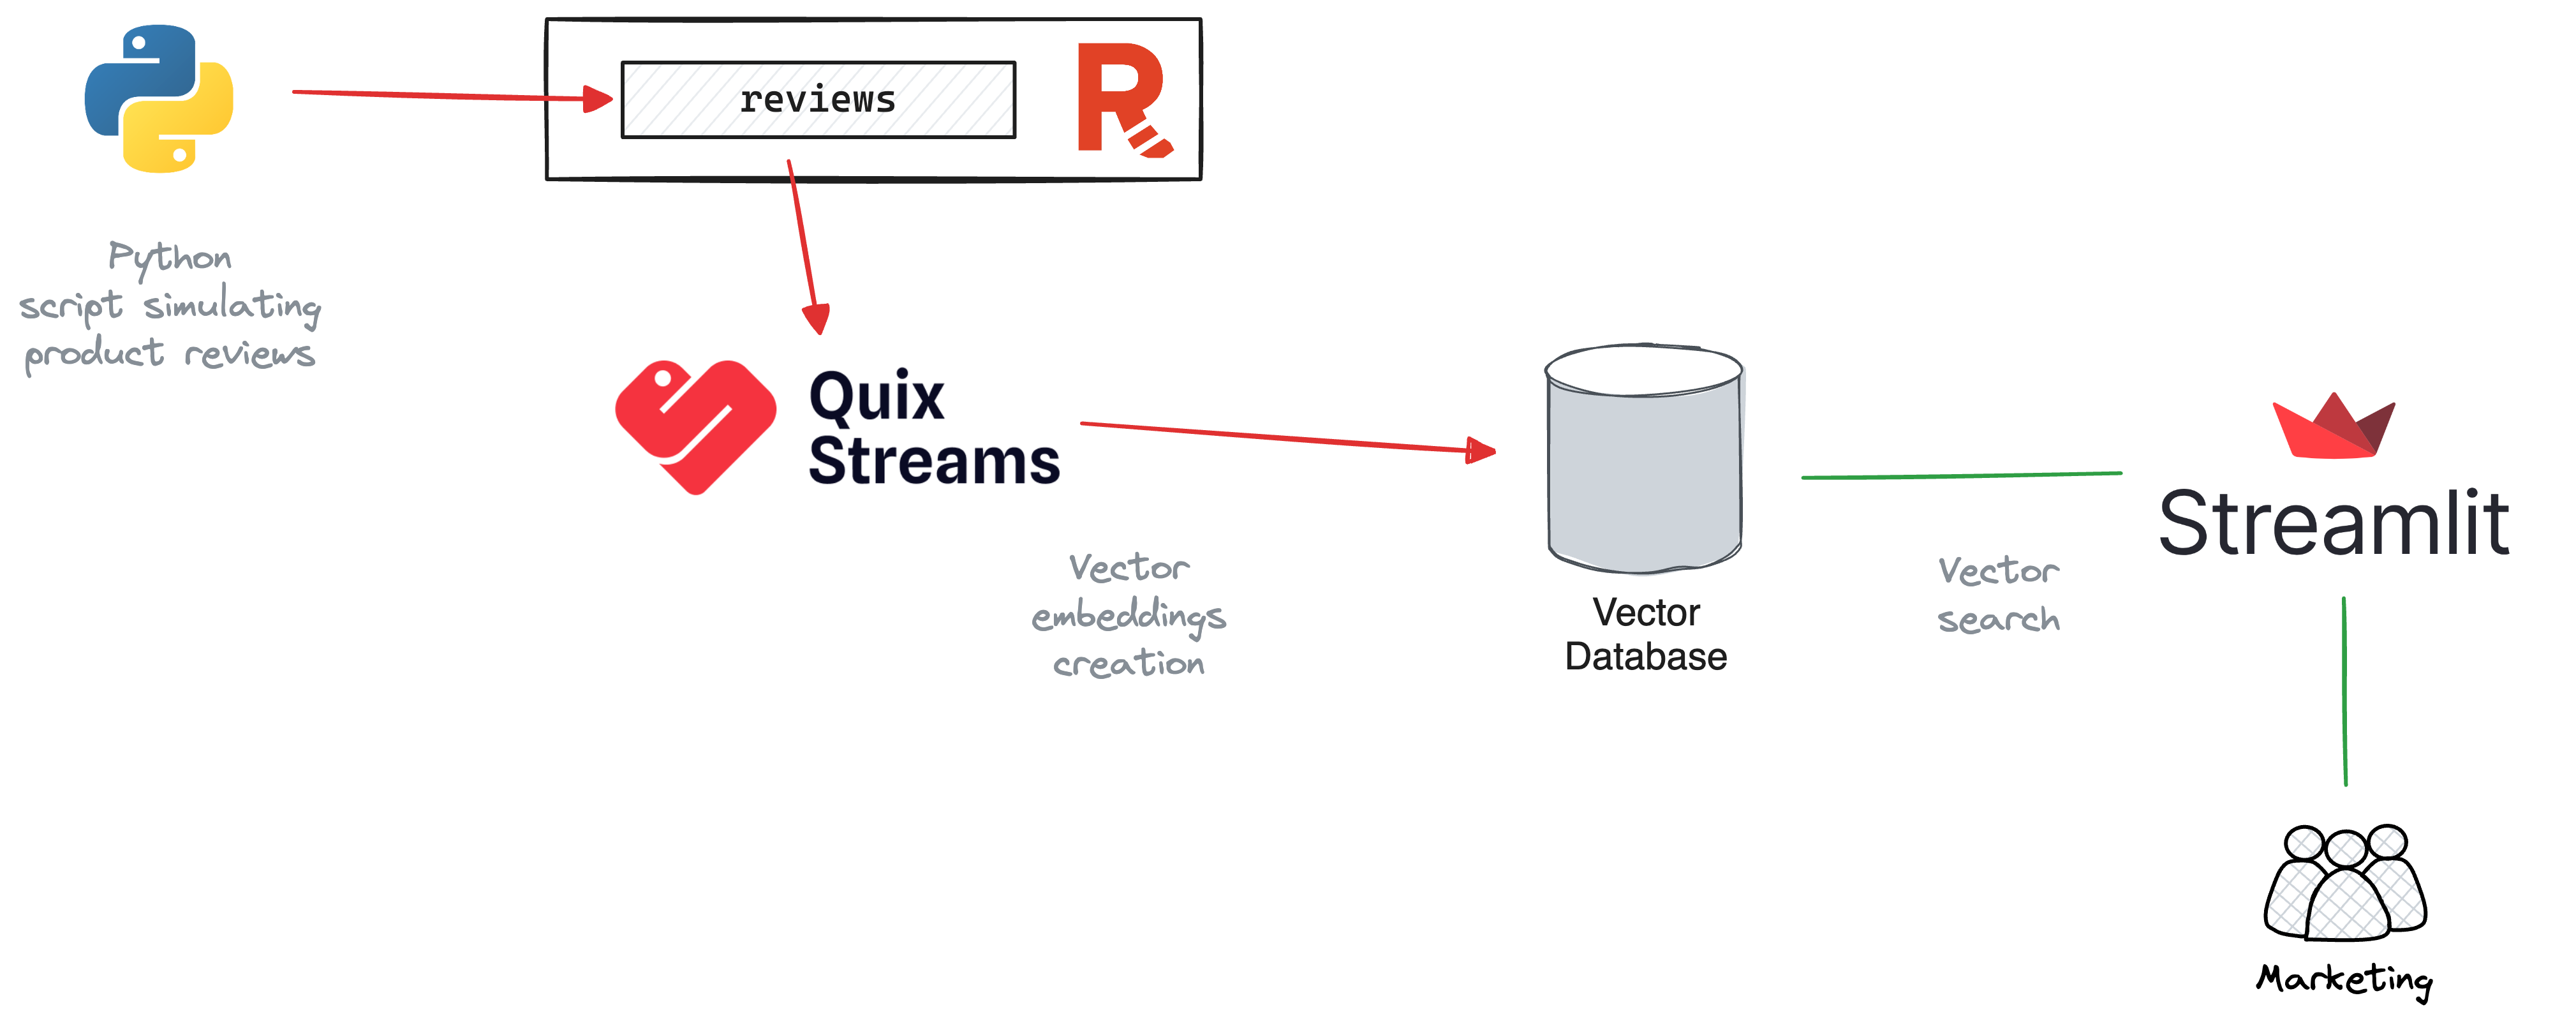 reviews
Python
script simulating
product reviews
Quix
Streams
Vector
embeddings
creation
Vector
Database
Vector
search
Streamlit
Marketing